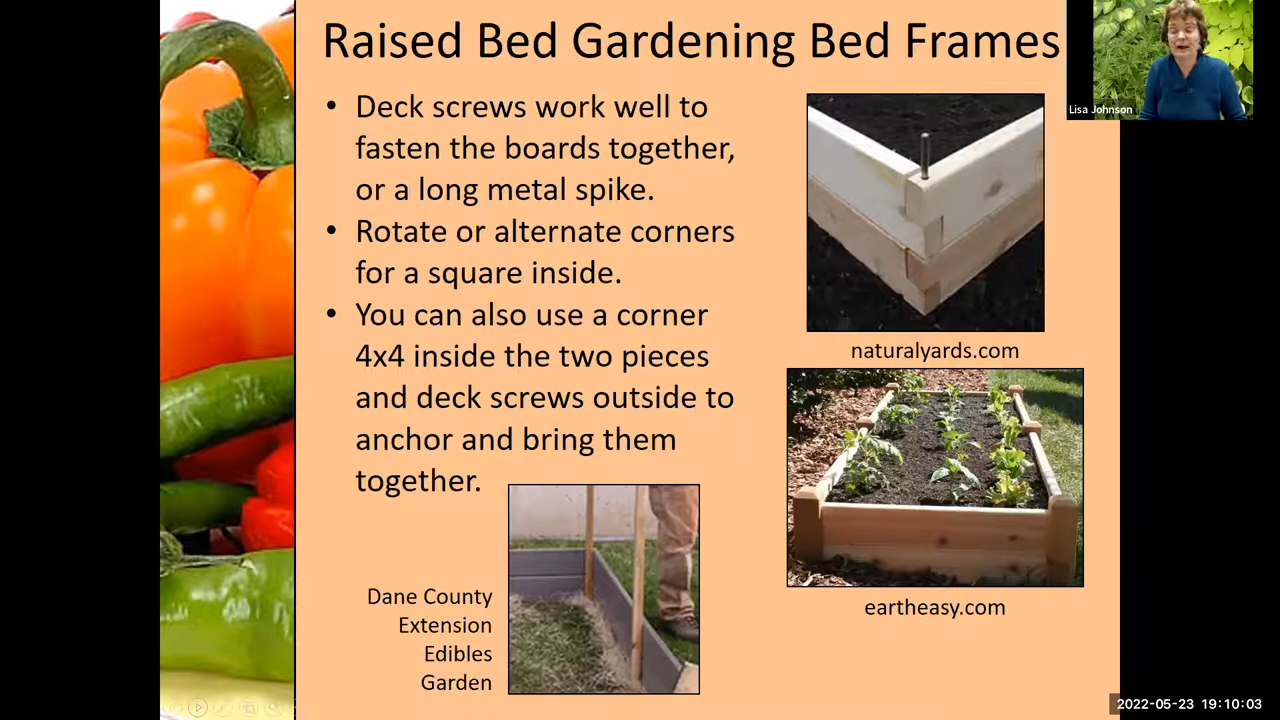 Raised Bed Gardening Bed Frames
Lisa Johnson
• Deck screws work well to
fasten the boards together,
or a long metal spike.
• Rotate or alternate corners
for a square inside.
• You can also use a corner
4x4 inside the two pieces
and deck screws outside to
anchor and bring them
together.
naturalyards.com
eartheasy.com
Dane County
Extension
Edibles
Garden
2022-05-23 19:10:03